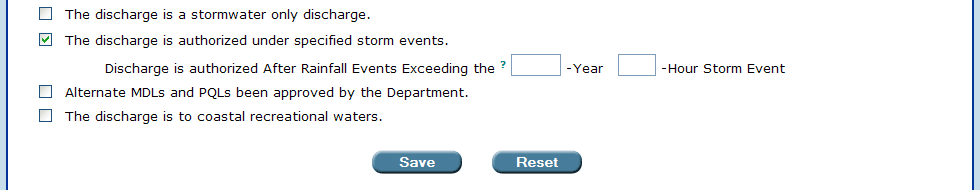 The discharge is a stormwater only discharge.
The discharge is authorized under specified storm events.
Discharge is authorized After Rainfall Events Exceeding the ? -Year -Hour Storm Event
Alternate MDLs and PQLs been approved by the Department.
The discharge is to coastal recreational waters.
Save Reset